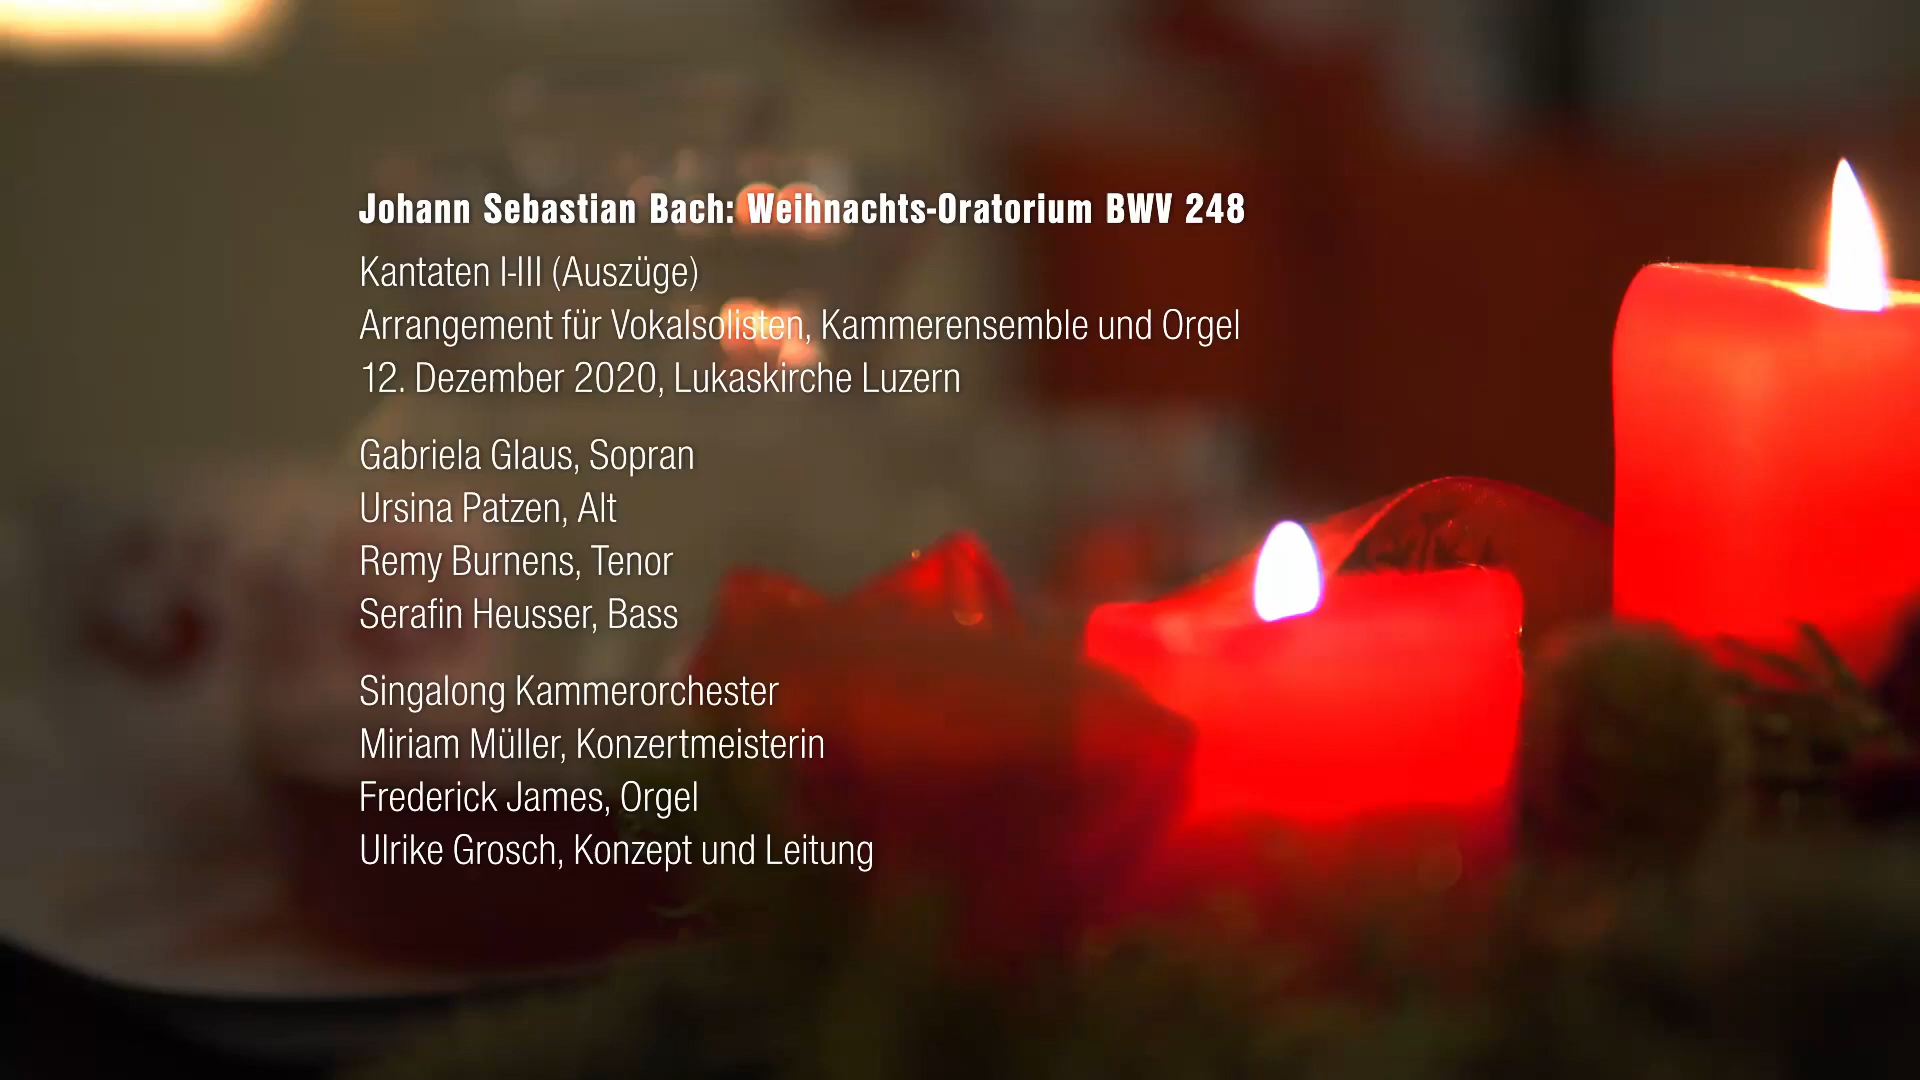 Johann Sebastian Bach: Weihnachts-Oratorium BWV 248
Kantaten I-III (Auszüge)
Arrangement für Vokalsolisten, Kammerensemble und Orgel
12. Dezember 2020, Lukaskirche Luzern
Gabriela Glaus, Sopran
Ursina Patzen, Alt
Remy Burnens, Tenor
Serafin Heusser, Bass
Singalong Kammerorchester
Miriam Müller, Konzertmeisterin
Frederick James, Orgel
Ulrike Grosch, Konzept und Leitung